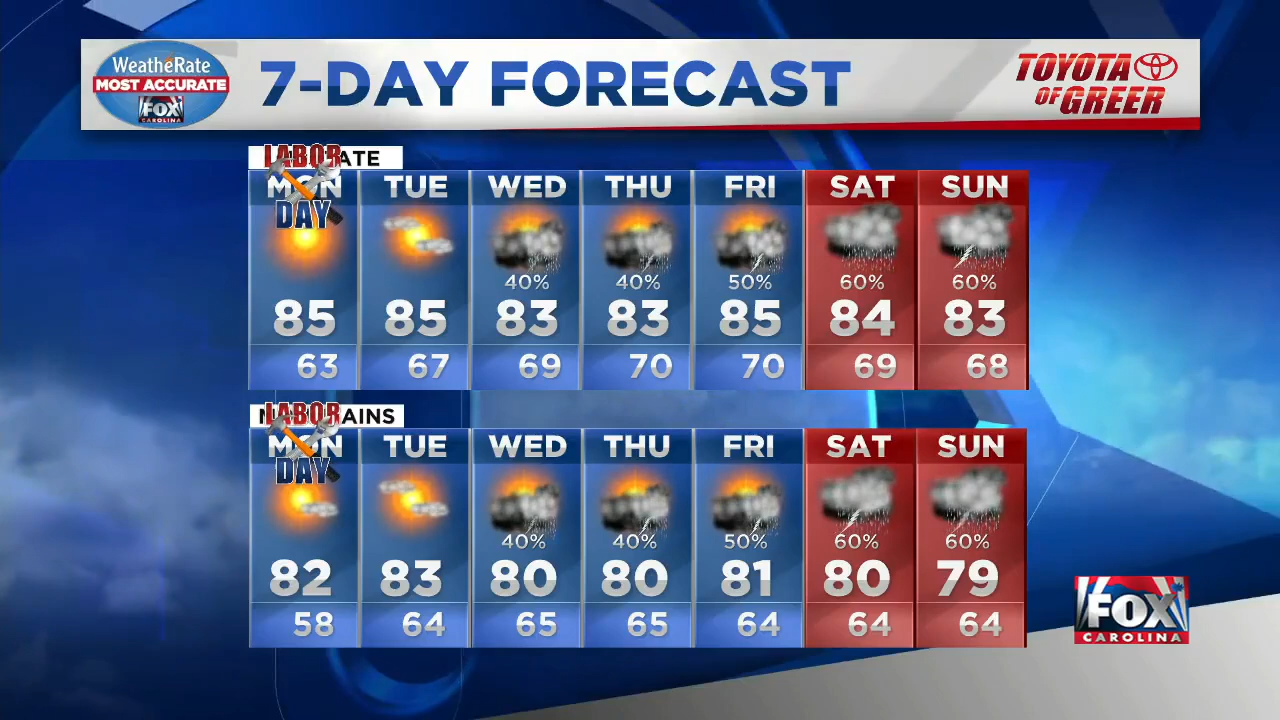 WeatheRate
MOST ACCURATE
FOX
CAROLINA
7-DAY FORECAST
TOYOTA
OF GREER
LABOR
DAY
MON TUE WED THU FRI SAT SUN
40% 40% 50% 60% 60%
85 85 83 83 85 84 83
63 67 69 70 70 69 68
LABOR
DAY
MON TUE WED THU FRI SAT SUN
40% 40% 50% 60% 60%
82 83 80 80 81 80 79
58 64 65 65 64 64 64
FOX
CAROLINA